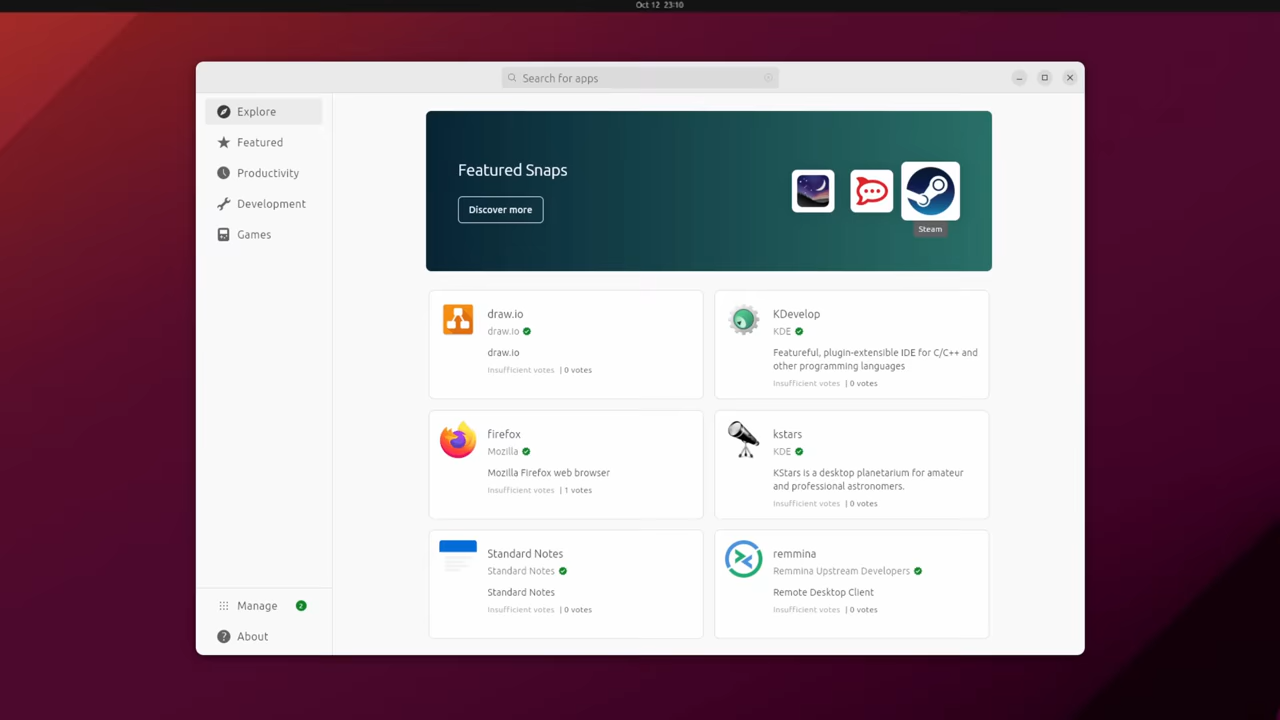 Oct 12 23:10
Search for apps
Explore
Featured
Productivity
Development
Games
Manage 2
About
Featured Snaps
Discover more
Steam
draw.io
draw.io
draw.io
Insufficient votes | 0 votes
KDevelop
KDE
Featureful, plugin-extensible IDE for C/C++ and
other programming languages
Insufficient votes | 0 votes
firefox
Mozilla
Mozilla Firefox web browser
Insufficient votes | 1 votes
kstars
KDE
KStars is a desktop planetarium for amateur
and professional astronomers.
Insufficient votes | 0 votes
Standard Notes
Standard Notes
Standard Notes
Insufficient votes | 0 votes
remmina
Remmina Upstream Developers
Remote Desktop Client
Insufficient votes | 0 votes